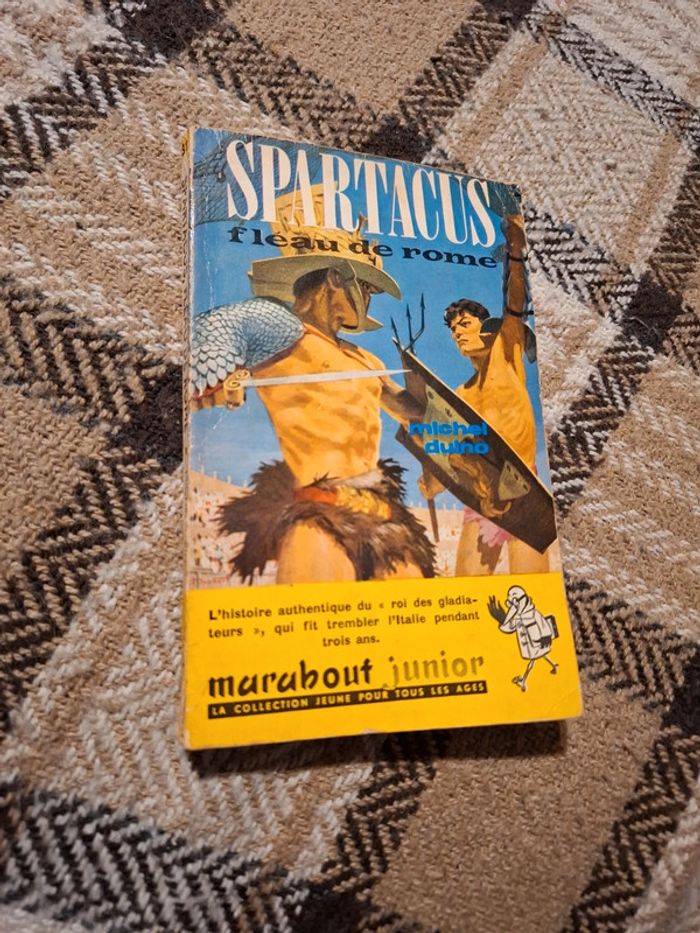 SPARTACUS
fleau de rome
michel
duino
L'histoire authentique du « roi des gladia-
teurs », qui fit trembler l'Italie pendant
trois ans.
marabout junior
LA COLLECTION JEUNE POUR TOUS LES AGES